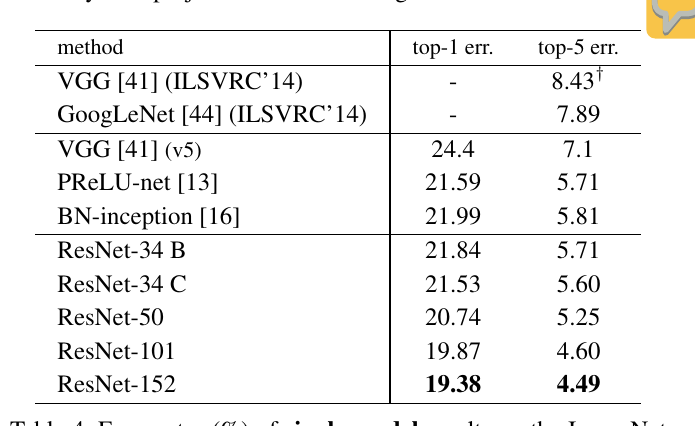 method top-1 err. top-5 err.
VGG [41] (ILSVRC'14) - 8.43†
GoogLeNet [44] (ILSVRC'14) - 7.89
VGG [41] (v5) 24.4 7.1
PReLU-net [13] 21.59 5.71
BN-inception [16] 21.99 5.81
ResNet-34 B 21.84 5.71
ResNet-34 C 21.53 5.60
ResNet-50 20.74 5.25
ResNet-101 19.87 4.60
ResNet-152 19.38 4.49